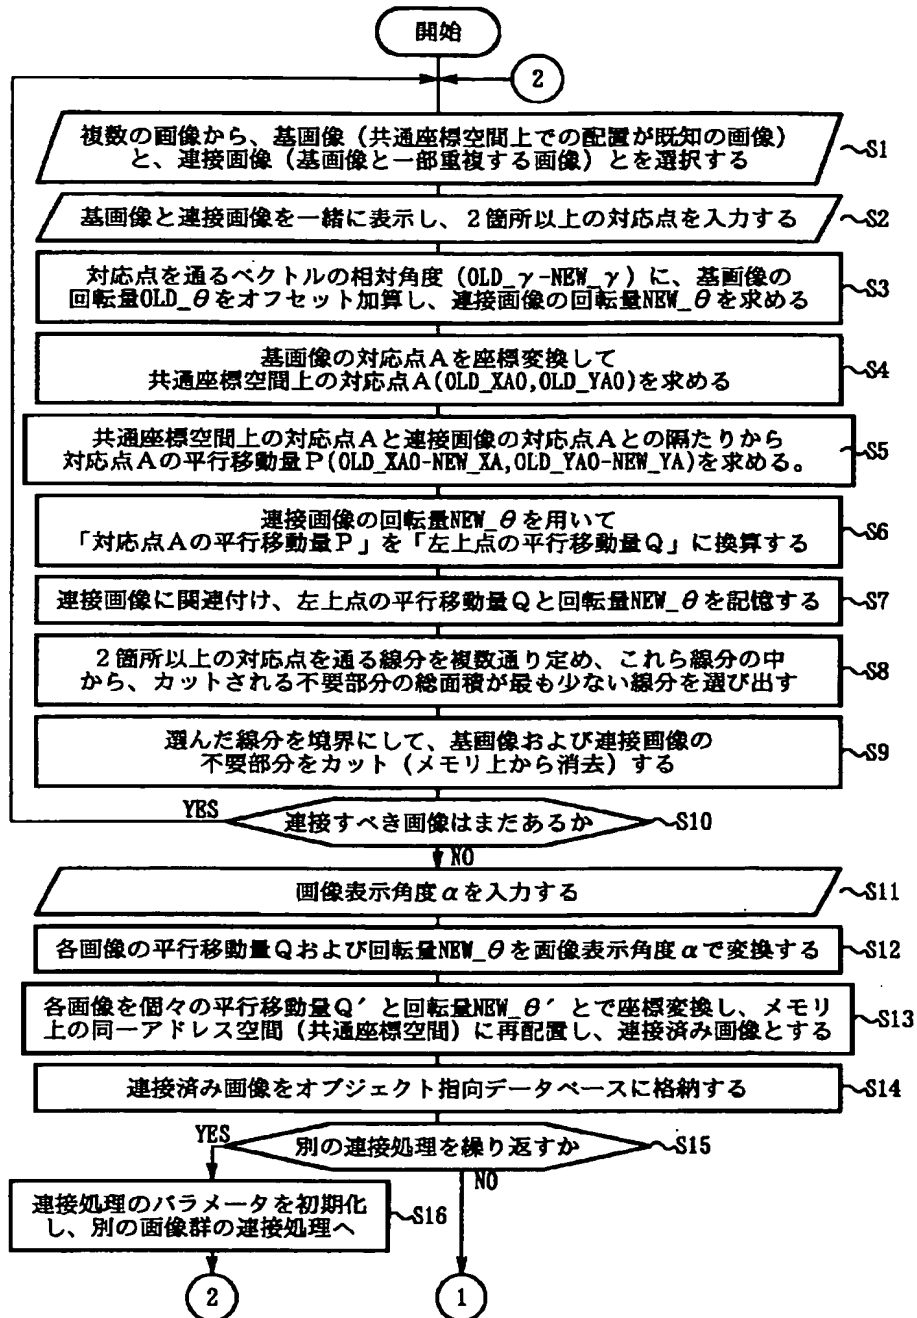 開始
2
複数の画像から、基画像（共通座標空間上での配置が既知の画像）
と、連接画像（基画像と一部重複する画像）とを選択する
S1
基画像と連接画像を一緒に表示し、２箇所以上の対応点を入力する
S2
対応点を通るベクトルの相対角度（OLD_γ-NEW_γ）に、基画像の
回転量OLD_θをオフセット加算し、連接画像の回転量NEW_θを求める
S3
基画像の対応点Ａを座標変換して
共通座標空間上の対応点Ａ(OLD_XA0,OLD_YA0)を求める
S4
共通座標空間上の対応点Ａと連接画像の対応点Ａとの隔たりから
対応点Ａの平行移動量Ｐ(OLD_XA0-NEW_XA,OLD_YA0-NEW_YA)を求める。
S5
連接画像の回転量NEW_θを用いて
「対応点Ａの平行移動量Ｐ」を「左上点の平行移動量Ｑ」に換算する
S6
連接画像に関連付け、左上点の平行移動量Ｑと回転量NEW_θを記憶する
S7
２箇所以上の対応点を通る線分を複数通り定め、これら線分の中
から、カットされる不要部分の総面積が最も少ない線分を選び出す
S8
選んだ線分を境界にして、基画像および連接画像の
不要部分をカット（メモリ上から消去）する
S9
YES
連接すべき画像はまだあるか
S10
NO
画像表示角度αを入力する
S11
各画像の平行移動量Ｑおよび回転量NEW_θを画像表示角度αで変換する
S12
各画像を個々の平行移動量Ｑ′と回転量NEW_θ′とで座標変換し、メモリ
上の同一アドレス空間（共通座標空間）に再配置し、連接済み画像とする
S13
連接済み画像をオブジェクト指向データベースに格納する
S14
YES
別の連接処理を繰り返すか
S15
NO
連接処理のパラメータを初期化
し、別の画像群の連接処理へ
S16
2
1